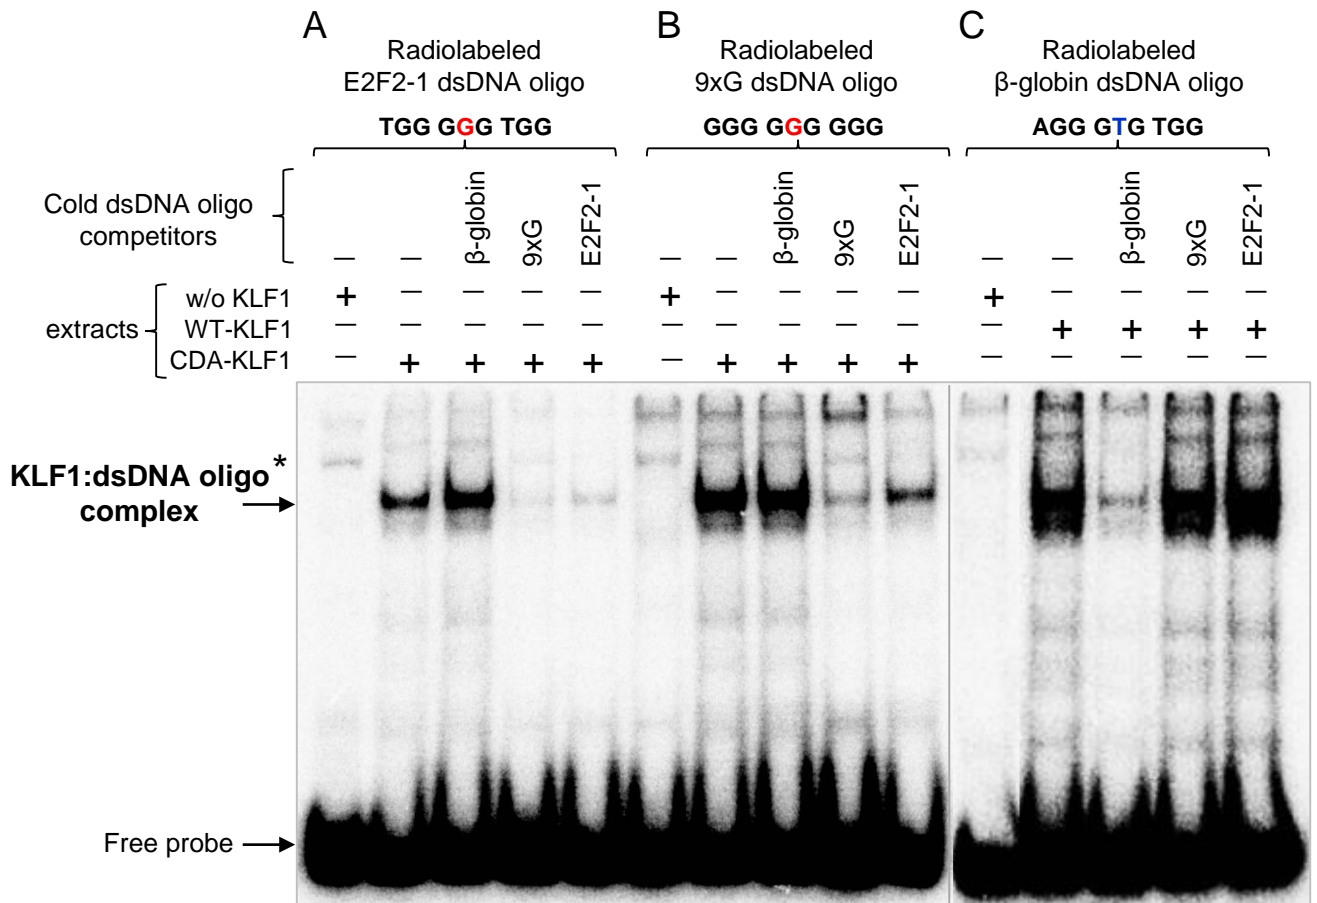 A
B
C
Radiolabeled
E2F2-1 dsDNA oligo
Radiolabeled
9xG dsDNA oligo
Radiolabeled
β-globin dsDNA oligo
TGG GGG TGG
GGG GGG GGG
AGG GTG TGG
Cold dsDNA oligo
competitors
— — β-globin 9xG E2F2-1 — — β-globin 9xG E2F2-1 — — β-globin 9xG E2F2-1
extracts
w/o KLF1 + — — — — + — — — — + — — — —
WT-KLF1 — — — — — — — — — — — + + + +
CDA-KLF1 — + + + + — + + + + — — — — —
KLF1:dsDNA oligo*
complex
Free probe